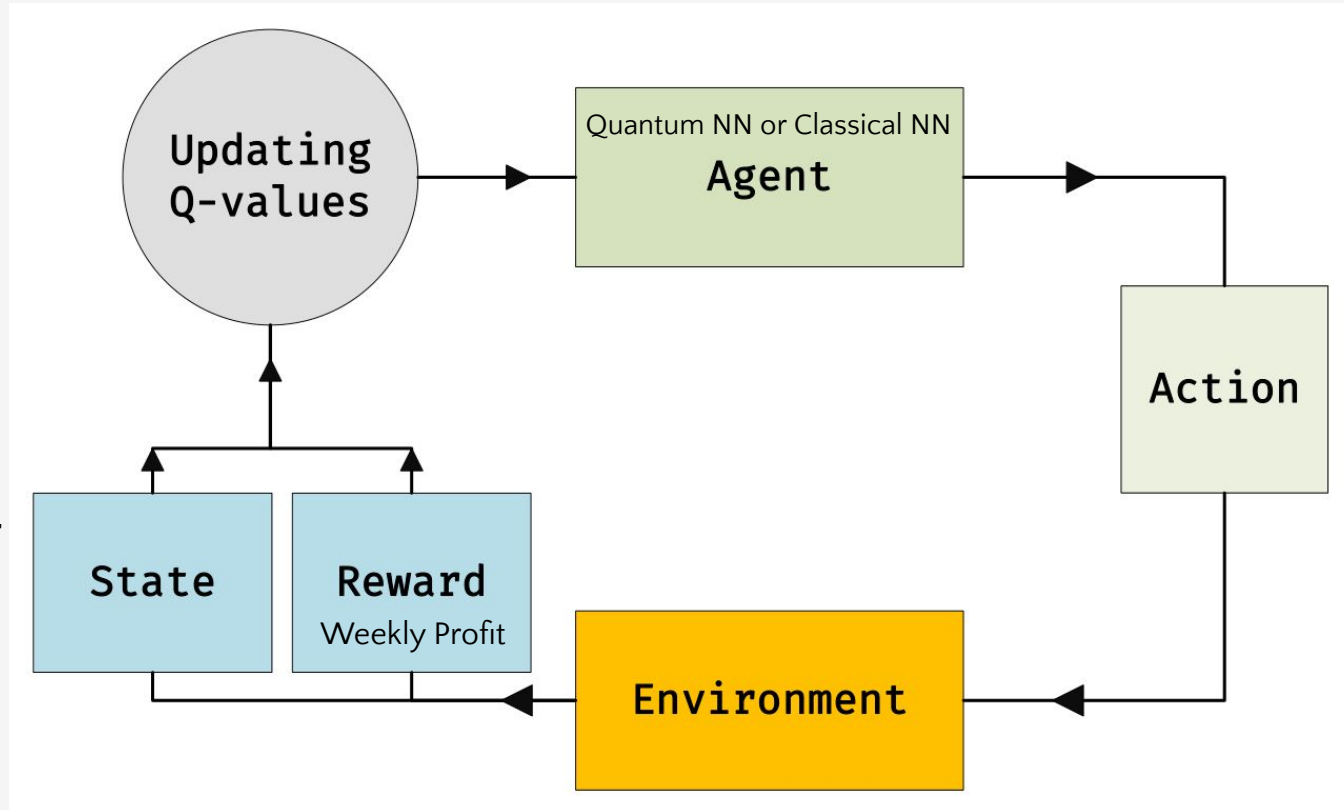 Updating
Q-values
Quantum NN or Classical NN
Agent
Action
State
Reward
Weekly Profit
Environment